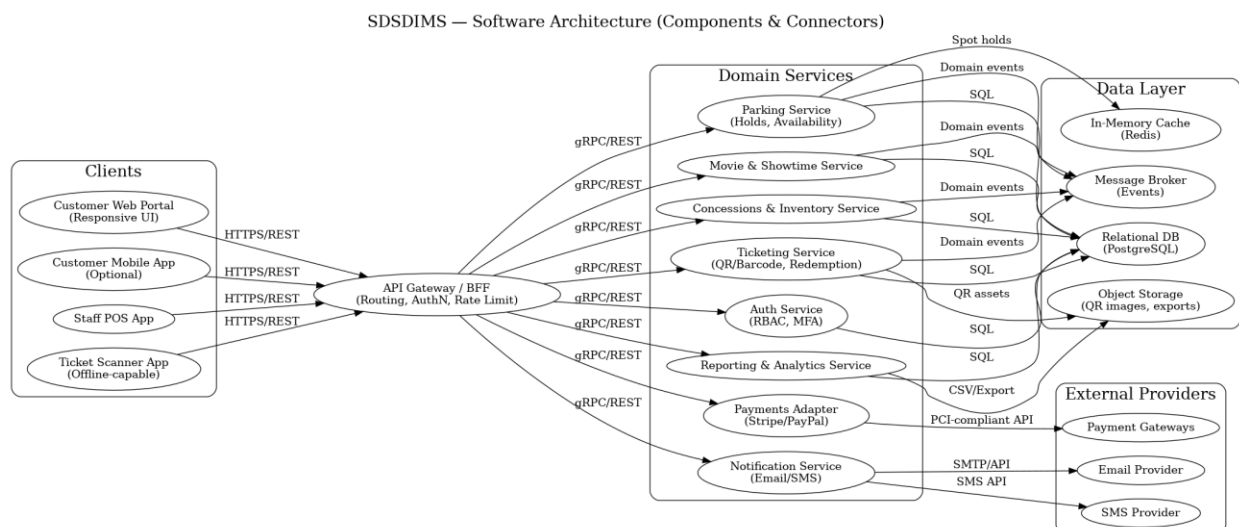 SDSDIMS — Software Architecture (Components & Connectors)
Clients
Customer Web Portal
(Responsive UI)
Customer Mobile App
(Optional)
Staff POS App
Ticket Scanner App
(Offline-capable)
HTTPS/REST
HTTPS/REST
HTTPS/REST
HTTPS/REST
API Gateway / BFF
(Routing, AuthN, Rate Limit)
gRPC/REST
gRPC/REST
gRPC/REST
gRPC/REST
gRPC/REST
gRPC/REST
gRPC/REST
gRPC/REST
Domain Services
Parking Service
(Holds, Availability)
Movie & Showtime Service
Concessions & Inventory Service
Ticketing Service
(QR/Barcode, Redemption)
Auth Service
(RBAC, MFA)
Reporting & Analytics Service
Payments Adapter
(Stripe/PayPal)
Notification Service
(Email/SMS)
Spot holds
Domain events
SQL
Domain events
SQL
Domain events
SQL
Domain events
SQL
QR assets
SQL
SQL
CSV/Export
PCI-compliant API
SMTP/API
SMS API
Data Layer
In-Memory Cache
(Redis)
Message Broker
(Events)
Relational DB
(PostgreSQL)
Object Storage
(QR images, exports)
External Providers
Payment Gateways
Email Provider
SMS Provider